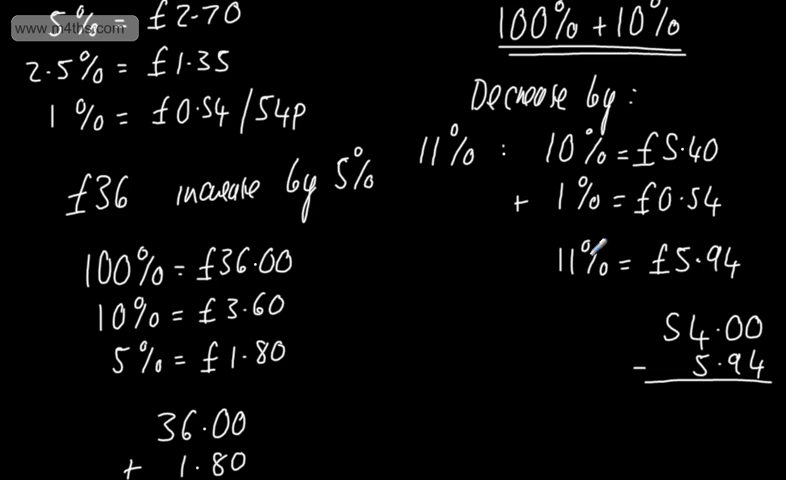 5% = £2.70
www.m4ths.com
2.5% = £1.35
1% = £0.54/54P
£36 increase by 5%
100% = £36.00
10% = £3.60
5% = £1.80
36.00
+ 1.80
100% + 10%
Decrease by:
11% : 10% = £5.40
+ 1% = £0.54
11% = £5.94
54.00
- 5.94